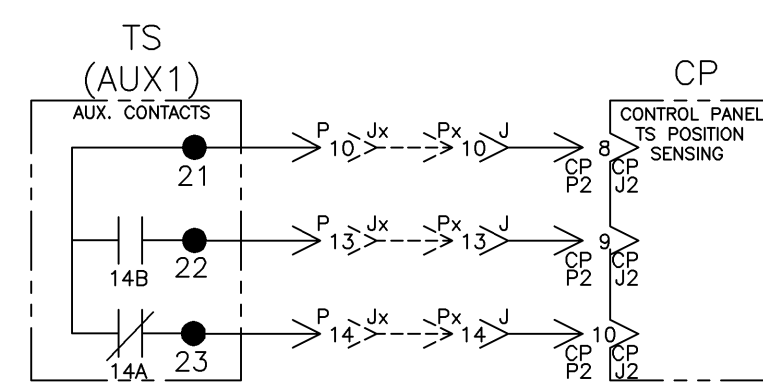 TS
(AUX1)
AUX. CONTACTS
CP
CONTROL PANEL
TS POSITION
SENSING
P 10 Jx Px 10 J 8
21 CP P2 CP J2
P 13 Jx Px 13 J 9
14B 22 CP P2 CP J2
P 14 Jx Px 14 J 10
14A 23 CP P2 CP J2